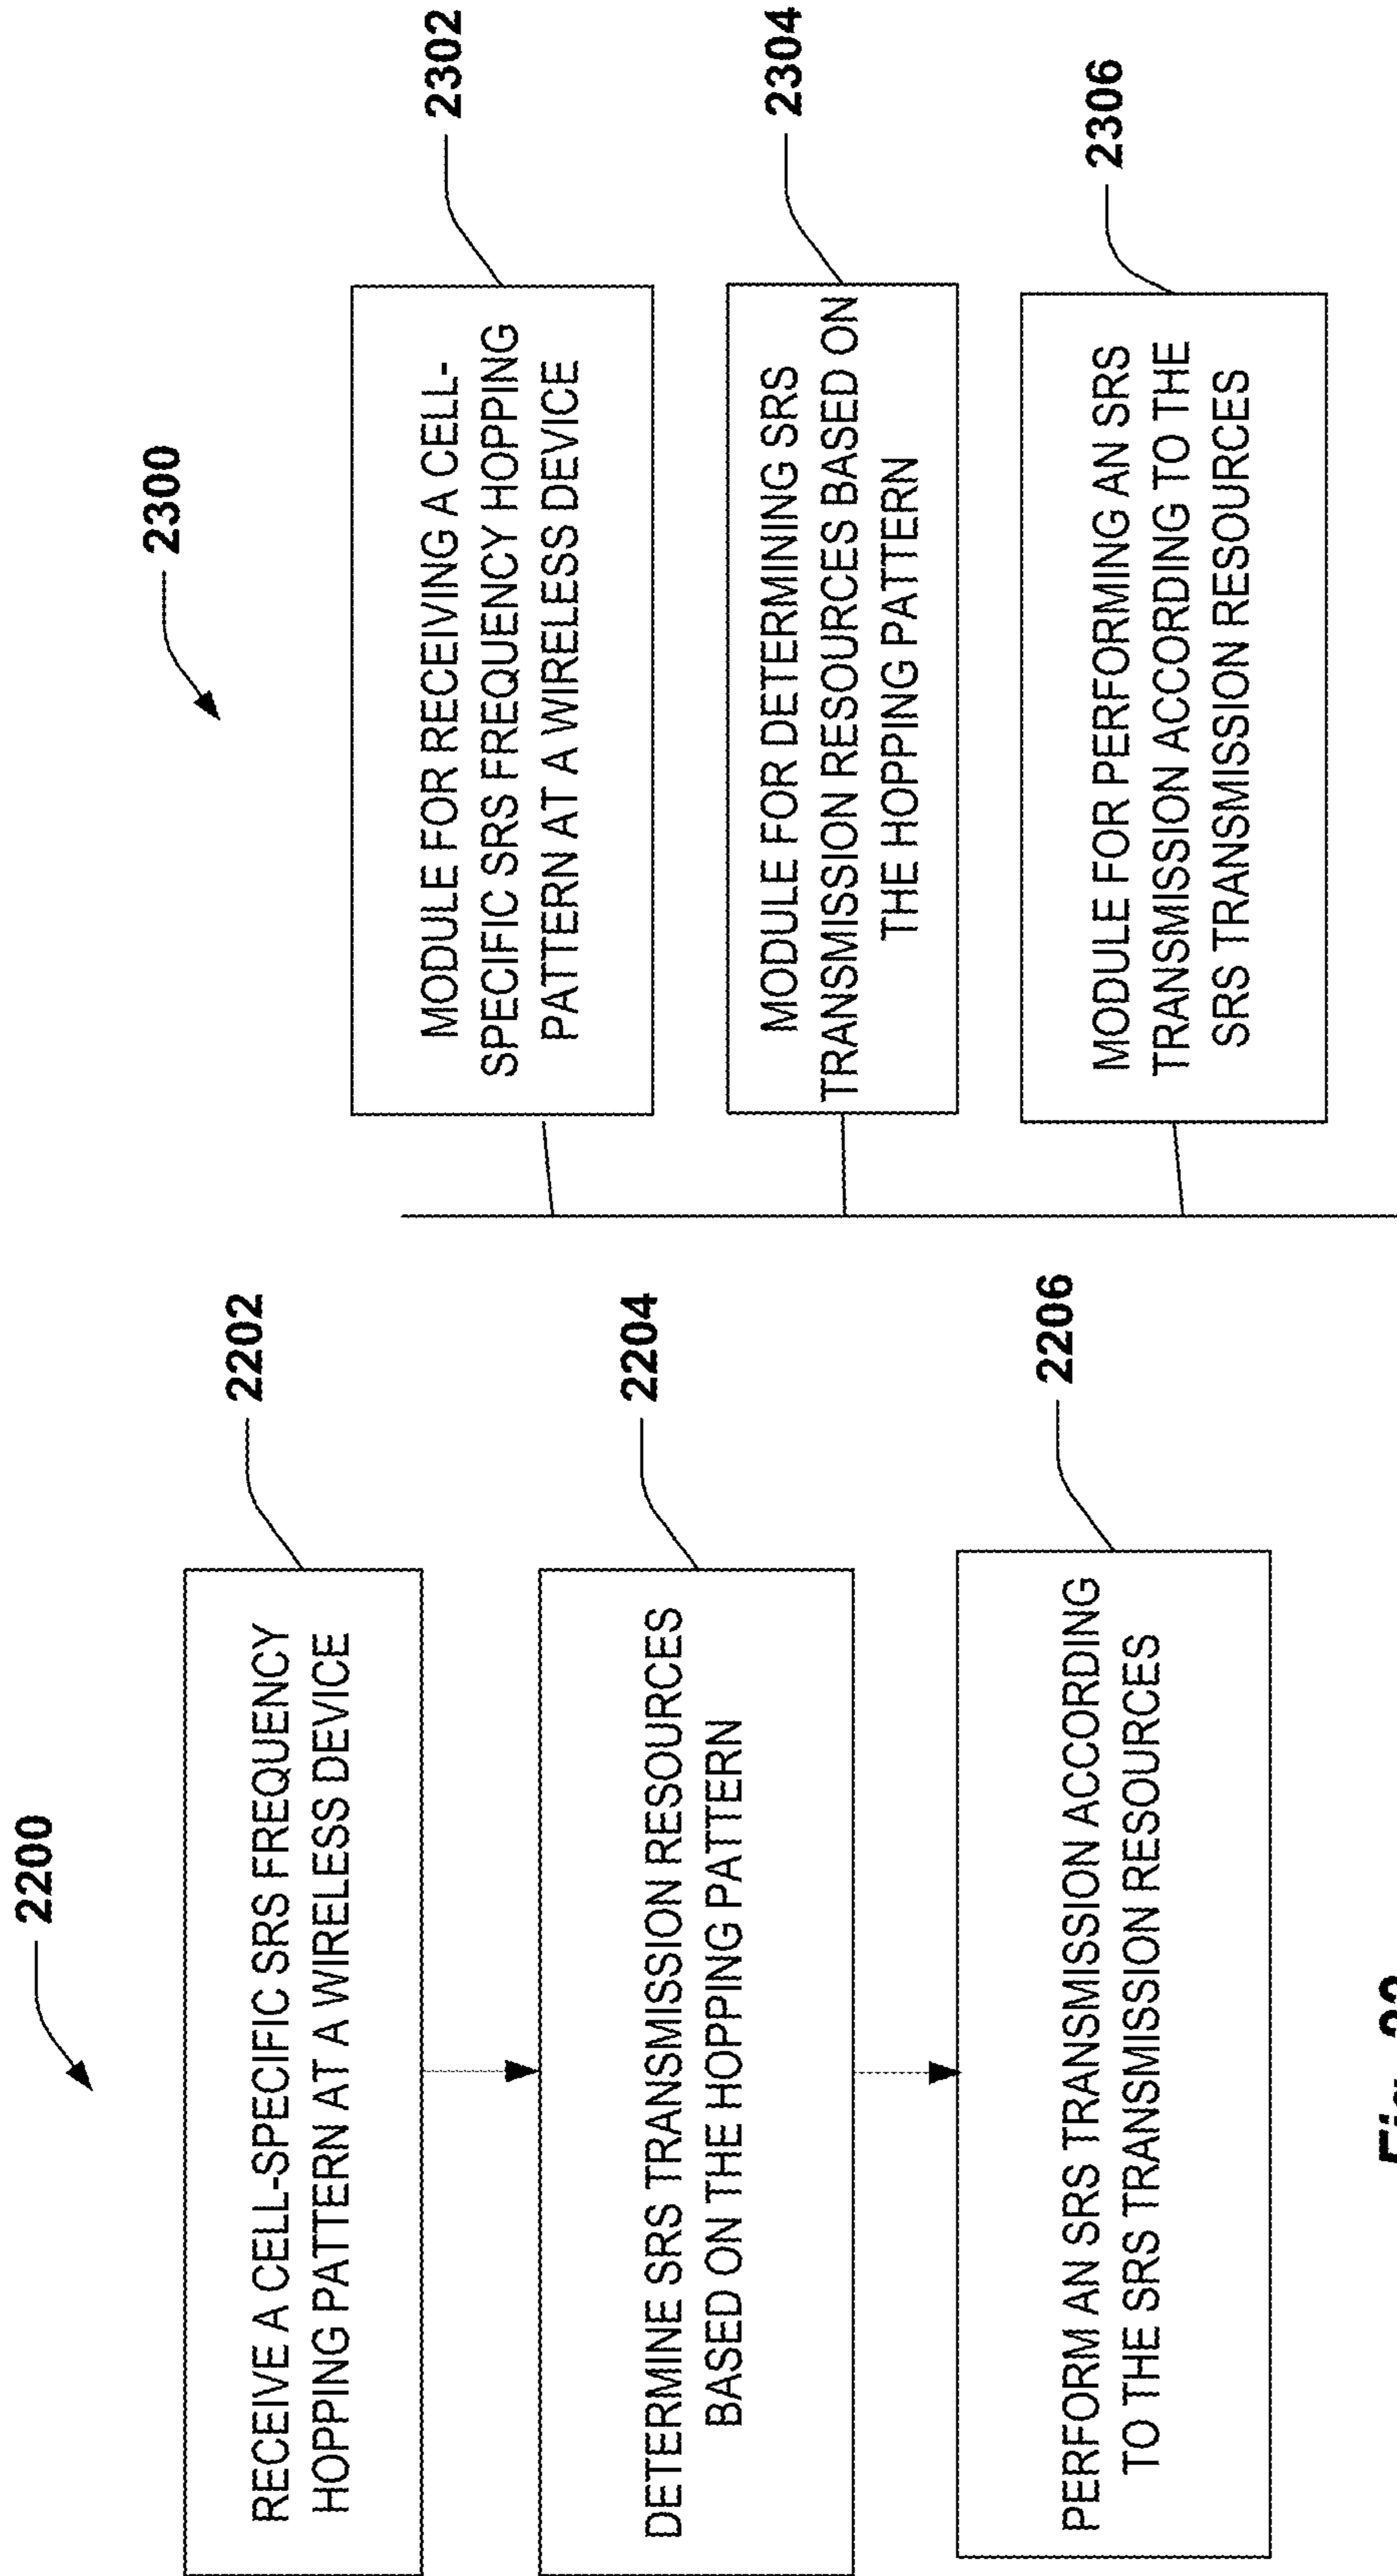 2200
RECEIVE A CELL-SPECIFIC SRS FREQUENCY
HOPPING PATTERN AT A WIRELESS DEVICE
2202
DETERMINE SRS TRANSMISSION RESOURCES
BASED ON THE HOPPING PATTERN
2204
PERFORM AN SRS TRANSMISSION ACCORDING
TO THE SRS TRANSMISSION RESOURCES
2206
2300
MODULE FOR RECEIVING A CELL-
SPECIFIC SRS FREQUENCY HOPPING
PATTERN AT A WIRELESS DEVICE
2302
MODULE FOR DETERMINING SRS
TRANSMISSION RESOURCES BASED ON
THE HOPPING PATTERN
2304
MODULE FOR PERFORMING AN SRS
TRANSMISSION ACCORDING TO THE
SRS TRANSMISSION RESOURCES
2306